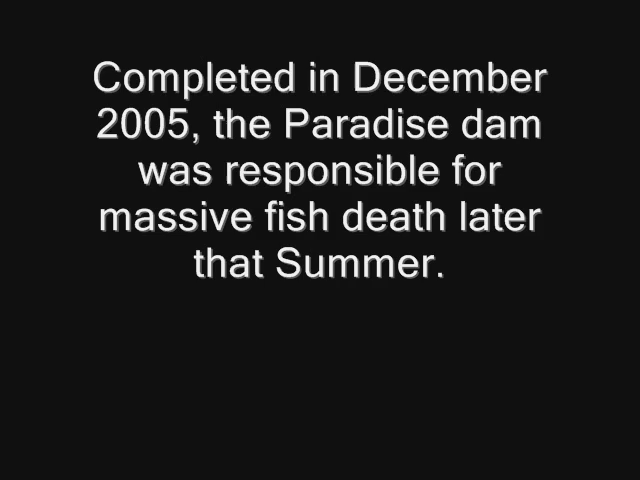 Completed in December
2005, the Paradise dam
was responsible for
massive fish death later
that Summer.